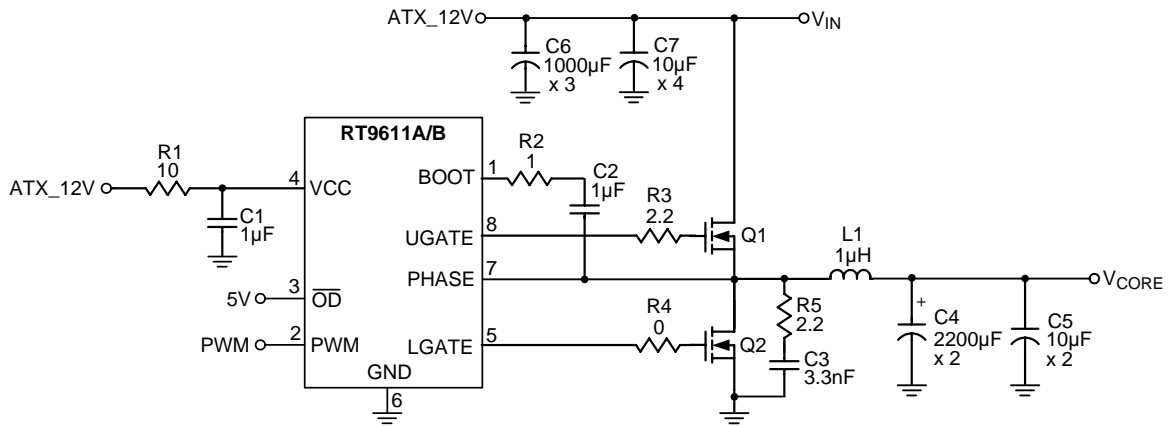 ATX_12V
V_IN
C6
1000µF
x 3
C7
10µF
x 4
RT9611A/B
R1
10
ATX_12V
4
VCC
C1
1µF
BOOT
1
R2
1
C2
1µF
UGATE
8
R3
2.2
Q1
PHASE
7
L1
1µH
V_CORE
5V
3
OD
PWM
2
PWM
LGATE
5
R4
0
Q2
R5
2.2
C3
3.3nF
+
C4
2200µF
x 2
C5
10µF
x 2
GND
6